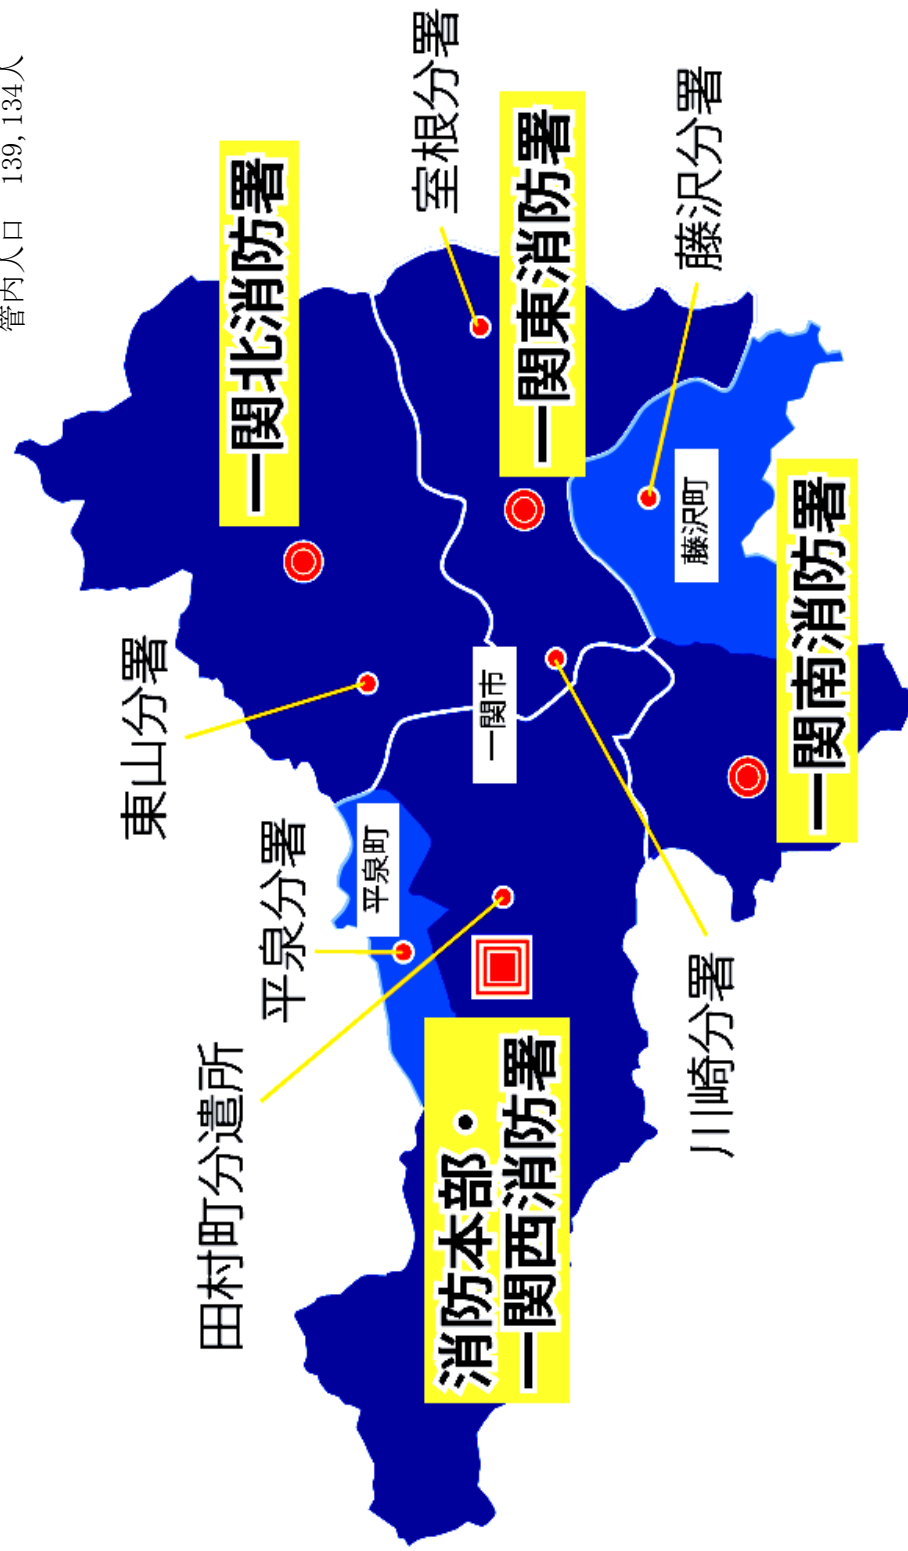 管内人口 139,134人
一関北消防署
室根分署
一関東消防署
藤沢分署
東山分署
藤沢町
一関市
平泉分署
平泉町
一関南消防署
田村町分遣所
消防本部・
一関西消防署
川崎分署